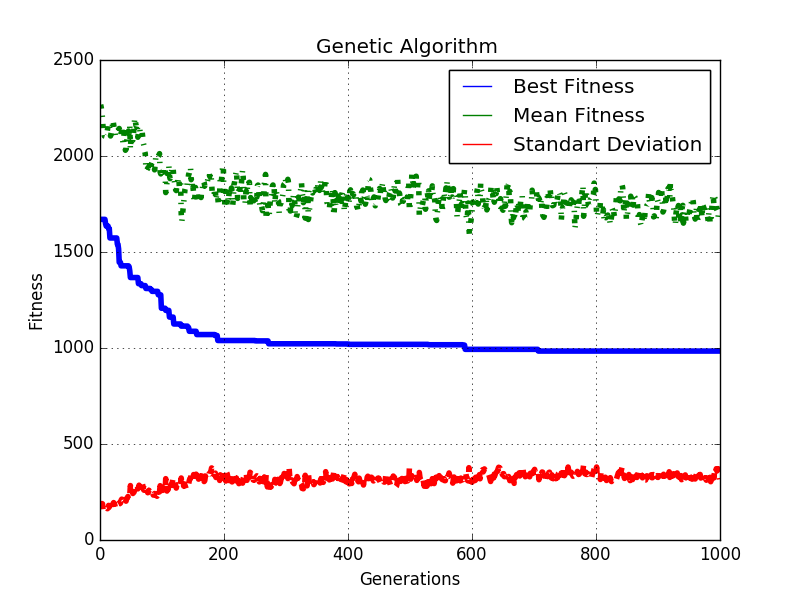 Genetic Algorithm
2500
2000
1500
1000
500
0
Fitness
Best Fitness
Mean Fitness
Standart Deviation
0 200 400 600 800 1000
Generations